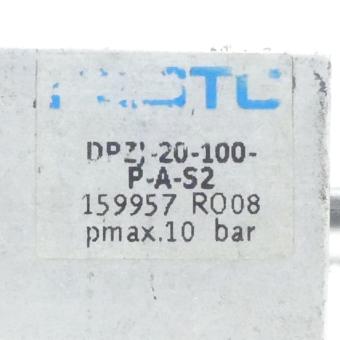 FESTO
DPZJ-20-100-
P-A-S2
159957 R008
pmax.10 bar